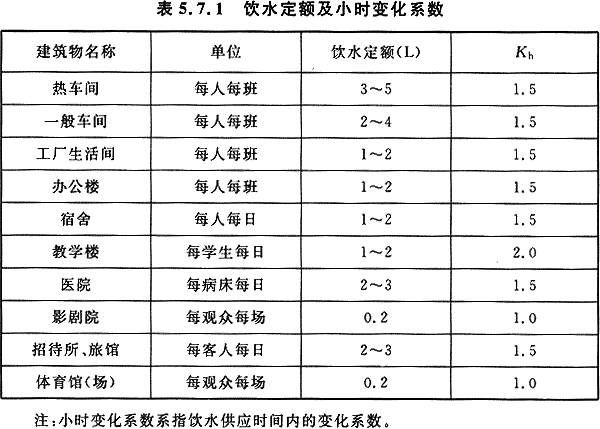 表 5.7.1 饮水定额及小时变化系数
建筑物名称 单位 饮水定额(L) Kh
热车间 每人每班 3～5 1.5
一般车间 每人每班 2～4 1.5
工厂生活间 每人每班 1～2 1.5
办公楼 每人每班 1～2 1.5
宿舍 每人每日 1～2 1.5
教学楼 每学生每日 1～2 2.0
医院 每病床每日 2～3 1.5
影剧院 每观众每场 0.2 1.0
招待所、旅馆 每客人每日 2～3 1.5
体育馆(场) 每观众每场 0.2 1.0
注:小时变化系数系指饮水供应时间内的变化系数。